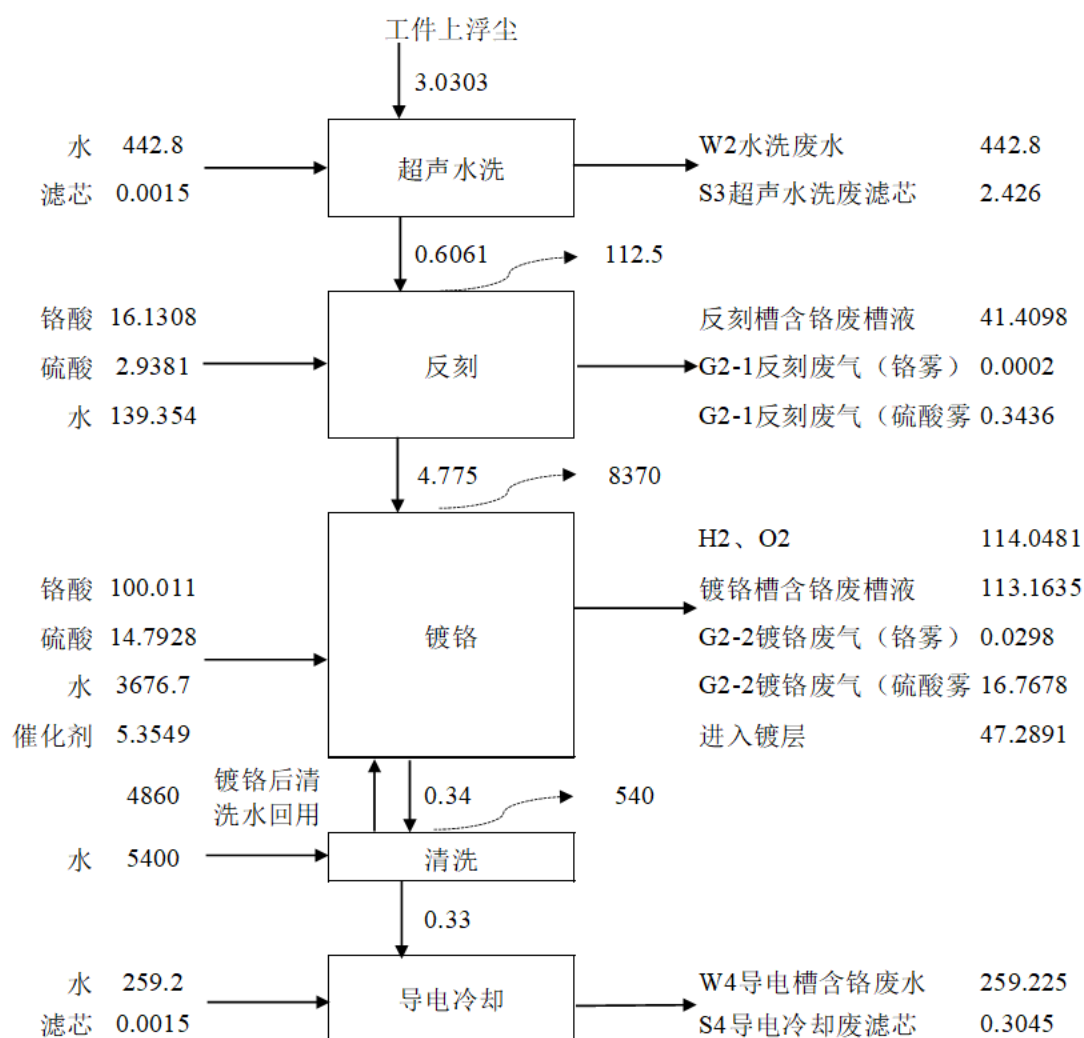 工件上浮尘
3.0303
水 442.8
滤芯 0.0015
超声水洗
W2水洗废水 442.8
S3超声水洗废滤芯 2.426
0.6061
112.5
铬酸 16.1308
硫酸 2.9381
水 139.354
反刻
反刻槽含铬废槽液 41.4098
G2-1反刻废气（铬雾） 0.0002
G2-1反刻废气（硫酸雾 0.3436
4.775
8370
铬酸 100.011
硫酸 14.7928
水 3676.7
催化剂 5.3549
镀铬
H2、O2 114.0481
镀铬槽含铬废槽液 113.1635
G2-2镀铬废气（铬雾） 0.0298
G2-2镀铬废气（硫酸雾 16.7678
进入镀层 47.2891
4860
镀铬后清
洗水回用
0.34
540
水 5400
清洗
0.33
水 259.2
滤芯 0.0015
导电冷却
W4导电槽含铬废水 259.225
S4导电冷却废滤芯 0.3045